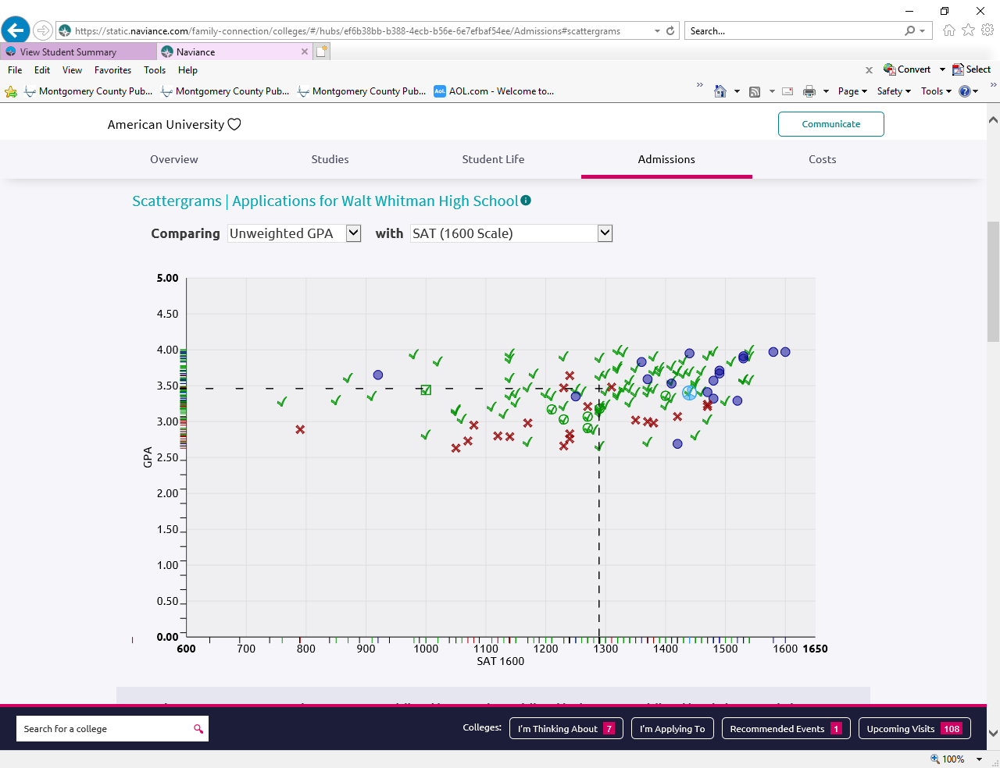 https://static.naviance.com/family-connection/colleges/#/hubs/ef6b38bb-b388-4ecb-b56e-6e7efbaf54ee/Admissions#scattergrams
Search...
View Student Summary
Naviance
File Edit View Favorites Tools Help
x Convert Select
Montgomery County Pub... Montgomery County Pub... Montgomery County Pub... Aol. AOL.com - Welcome to...
Page Safety Tools
American University
Communicate
Overview Studies Student Life Admissions Costs
Scattergrams | Applications for Walt Whitman High School
Comparing Unweighted GPA with SAT (1600 Scale)
5.00
4.50
4.00
3.50
3.00
GPA
2.50
2.00
1.50
1.00
0.50
0.00
600 700 800 900 1000 1100 1200 1300 1400 1500 1600 1650
SAT 1600
Search for a college
Colleges: I'm Thinking About 7 I'm Applying To Recommended Events 1 Upcoming Visits 108
100%